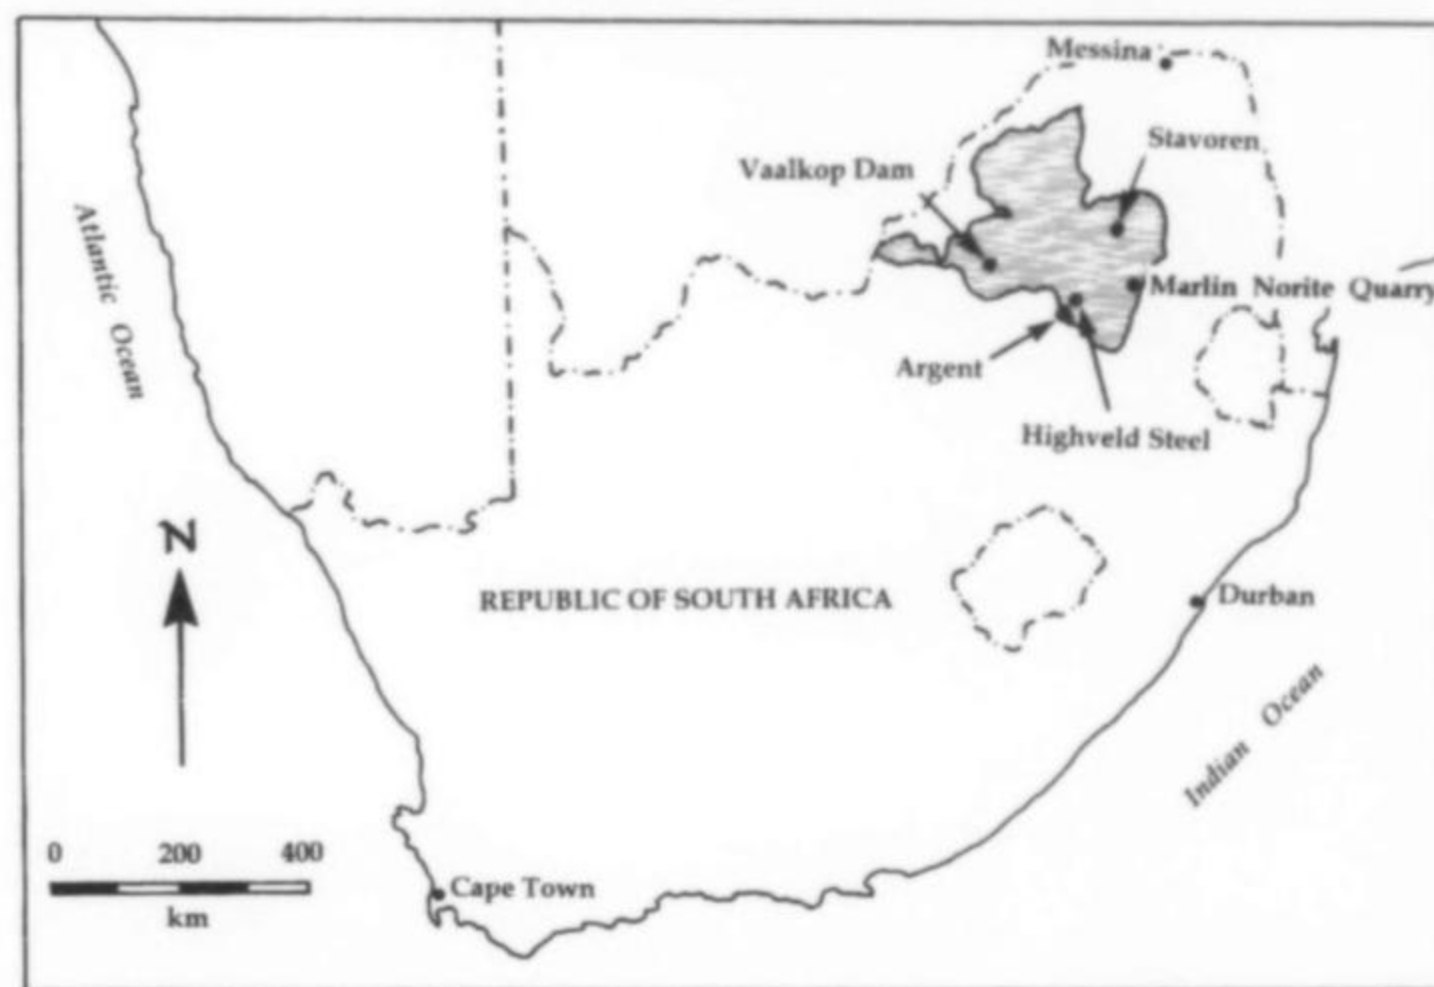 Messina
Stavoren
Vaalkop Dam
Atlantic Ocean
Marlin Norite Quarry
Argent
Highveld Steel
N
REPUBLIC OF SOUTH AFRICA
Durban
Indian Ocean
0 200 400
km
Cape Town